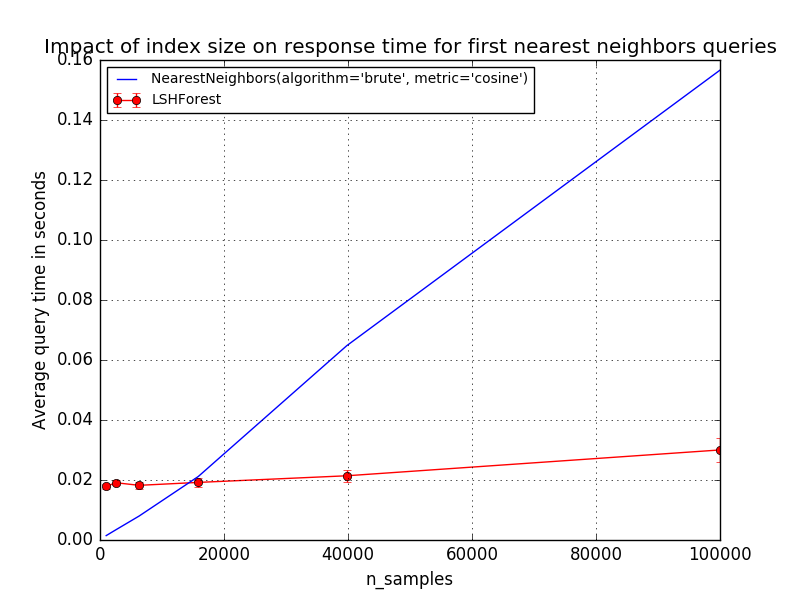 Impact of index size on response time for first nearest neighbors queries
NearestNeighbors(algorithm='brute', metric='cosine')
LSHForest
Average query time in seconds
0.16
0.14
0.12
0.10
0.08
0.06
0.04
0.02
0.00
0 20000 40000 60000 80000 100000
n_samples